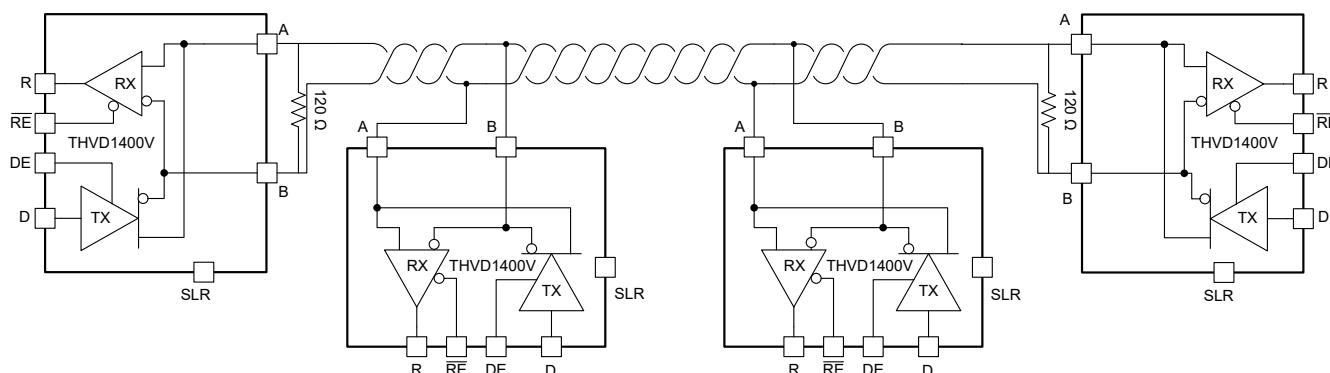 A
A
R
RX
120 Ω
120 Ω
RX
R
RE
RE
THVD1400V
THVD1400V
DE
A
B
A
B
DE
B
B
D
TX
TX
D
RX
THVD1400V
RX
THVD1400V
SLR
TX
SLR
TX
SLR
SLR
R
RE
DE
D
R
RE
DE
D